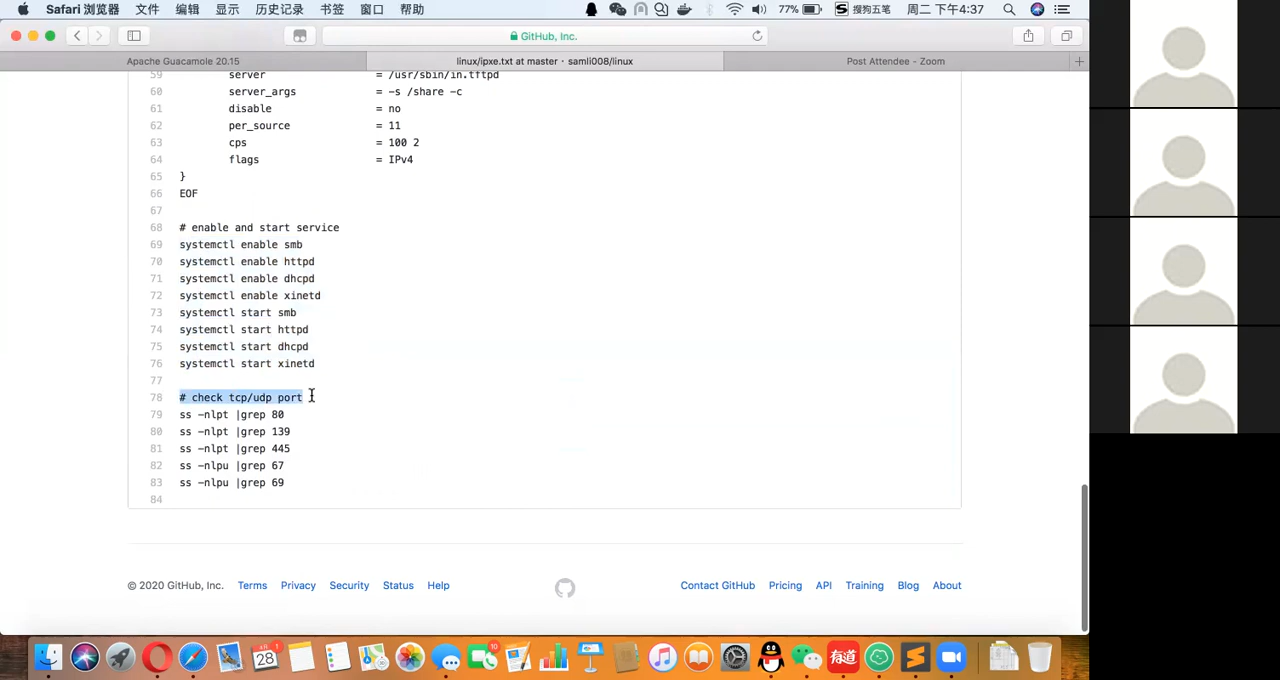 Safari 浏览器 文件 编辑 显示 历史记录 书签 窗口 帮助 77% 搜狗五笔 周二 下午4:37
GitHub, Inc.
Apache Guacamole 20.15 linux/ipxe.txt at master · samli008/linux Post Attendee - Zoom
59 server = /usr/sbin/in.tftpd
60 server_args = -s /share -c
61 disable = no
62 per_source = 11
63 cps = 100 2
64 flags = IPv4
65 }
66 EOF
67
68 # enable and start service
69 systemctl enable smb
70 systemctl enable httpd
71 systemctl enable dhcpd
72 systemctl enable xinetd
73 systemctl start smb
74 systemctl start httpd
75 systemctl start dhcpd
76 systemctl start xinetd
77
78 # check tcp/udp port
79 ss -nlpt |grep 80
80 ss -nlpt |grep 139
81 ss -nlpt |grep 445
82 ss -nlpu |grep 67
83 ss -nlpu |grep 69
84
© 2020 GitHub, Inc. Terms Privacy Security Status Help Contact GitHub Pricing API Training Blog About
28 10 有道